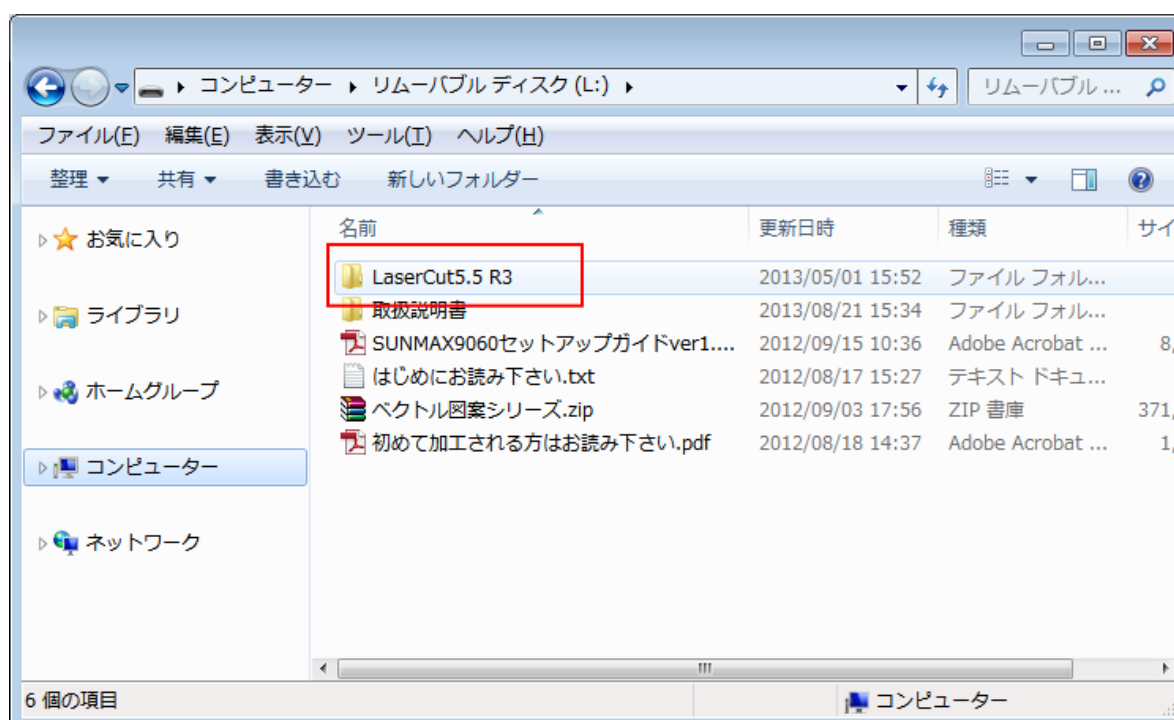 コンピューター ▸ リムーバブル ディスク (L:) ▸ リムーバブル ...
ファイル(F) 編集(E) 表示(V) ツール(T) ヘルプ(H)
整理 ▼ 共有 ▼ 書き込む 新しいフォルダー
お気に入り
ライブラリ
ホームグループ
コンピューター
ネットワーク
名前 更新日時 種類 サイ
LaserCut5.5 R3 2013/05/01 15:52 ファイル フォル...
取扱説明書 2013/08/21 15:34 ファイル フォル...
SUNMAX9060セットアップガイドver1.... 2012/09/15 10:36 Adobe Acrobat ... 8,
はじめにお読み下さい.txt 2012/08/17 15:27 テキスト ドキュ...
ベクトル図案シリーズ.zip 2012/09/03 17:56 ZIP 書庫 371,
初めて加工される方はお読み下さい.pdf 2012/08/18 14:37 Adobe Acrobat ... 1,
6 個の項目 コンピューター